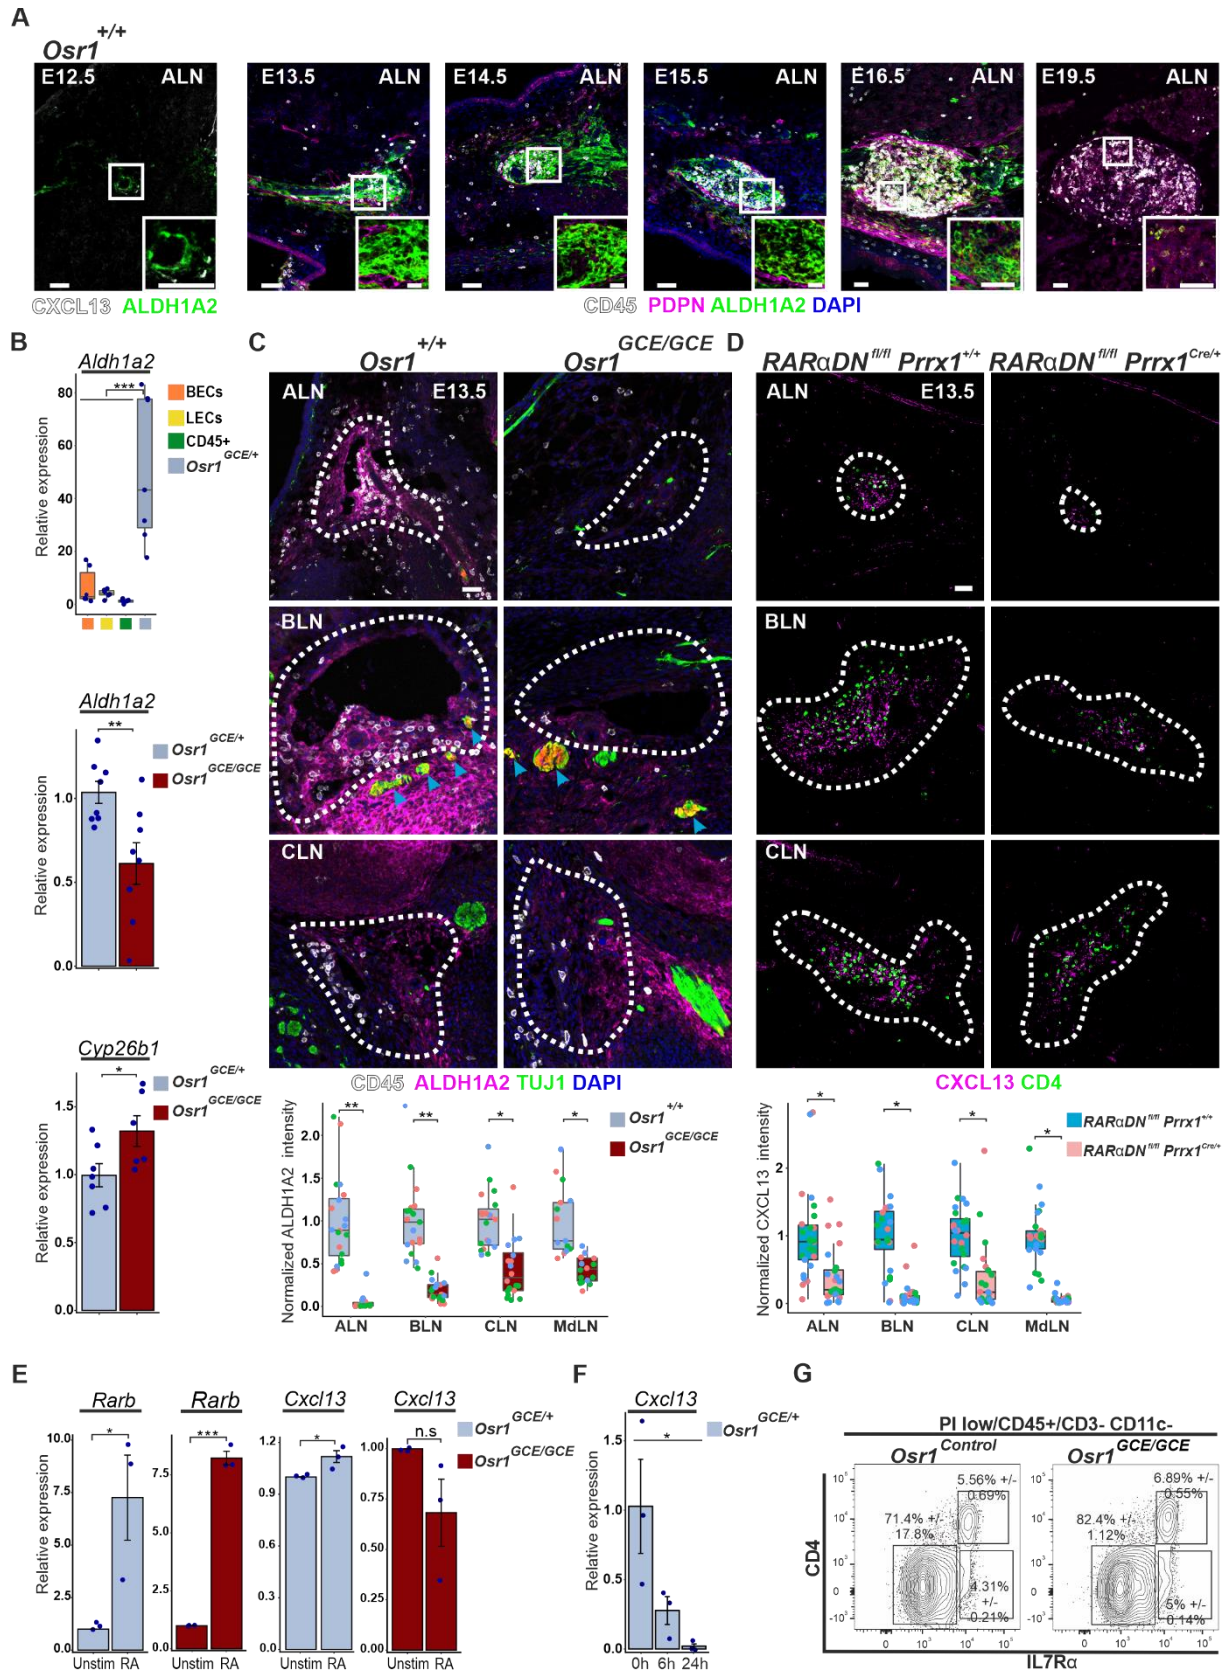 A
Osr1+/+
E12.5 ALN
E13.5 ALN
E14.5 ALN
E15.5 ALN
E16.5 ALN
E19.5 ALN
CXCL13 ALDH1A2
CD45 PDPN ALDH1A2 DAPI
B
Aldh1a2
***
80
60
40
20
0
Relative expression
BECs
LECs
CD45+
Osr1GCE/+
Aldh1a2
**
1.0
0.5
0.0
Relative expression
Osr1GCE/+
Osr1GCE/GCE
Cyp26b1
*
1.5
1.0
0.5
0.0
Relative expression
Osr1GCE/+
Osr1GCE/GCE
C
Osr1+/+
Osr1GCE/GCE
ALN E13.5
BLN
CLN
CD45 ALDH1A2 TUJ1 DAPI
Normalized ALDH1A2 intensity
2.0
1.5
1.0
0.5
0.0
** ** * *
ALN BLN CLN MdLN
Osr1+/+
Osr1GCE/GCE
D
RARαDNfl/fl Prrx1+/+
RARαDNfl/fl Prrx1Cre/+
ALN E13.5
BLN
CLN
CXCL13 CD4
Normalized CXCL13 intensity
2
1
0
* * * *
ALN BLN CLN MdLN
RARαDNfl/fl Prrx1+/+
RARαDNfl/fl Prrx1Cre/+
E
Rarb
*
10.0
7.5
5.0
2.5
0.0
Relative expression
Unstim RA
Rarb
***
7.5
5.0
2.5
0.0
Unstim RA
Cxcl13
*
1.2
0.9
0.6
0.3
0.0
Unstim RA
Cxcl13
n.s
1.00
0.75
0.50
0.25
0.00
Unstim RA
Osr1GCE/+
Osr1GCE/GCE
F
Cxcl13
*
1.5
1.0
0.5
0.0
Relative expression
0h 6h 24h
Osr1GCE/+
G
PI low/CD45+/CD3- CD11c-
Osr1Control
Osr1GCE/GCE
5.56% +/-
0.69%
71.4% +/-
17.8%
4.31%
+/-
0.21%
6.89% +/-
0.55%
82.4% +/-
1.12%
5% +/-
0.14%
CD4
IL7Rα